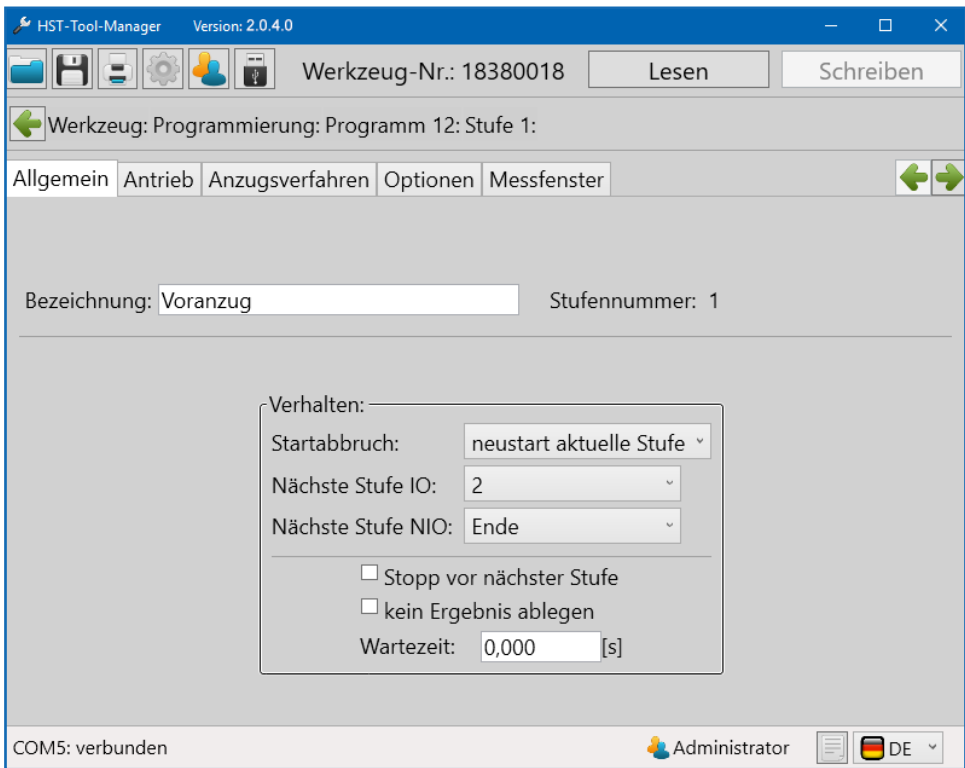 HST-Tool-Manager Version: 2.0.4.0
Werkzeug-Nr.: 18380018 Lesen Schreiben
Werkzeug: Programmierung: Programm 12: Stufe 1:
Allgemein Antrieb Anzugsverfahren Optionen Messfenster
Bezeichnung: Voranzug Stufennummer: 1
Verhalten:
Startabbruch: neustart aktuelle Stufe
Nächste Stufe IO: 2
Nächste Stufe NIO: Ende
Stopp vor nächster Stufe
kein Ergebnis ablegen
Wartezeit: 0,000 [s]
COM5: verbunden Administrator DE